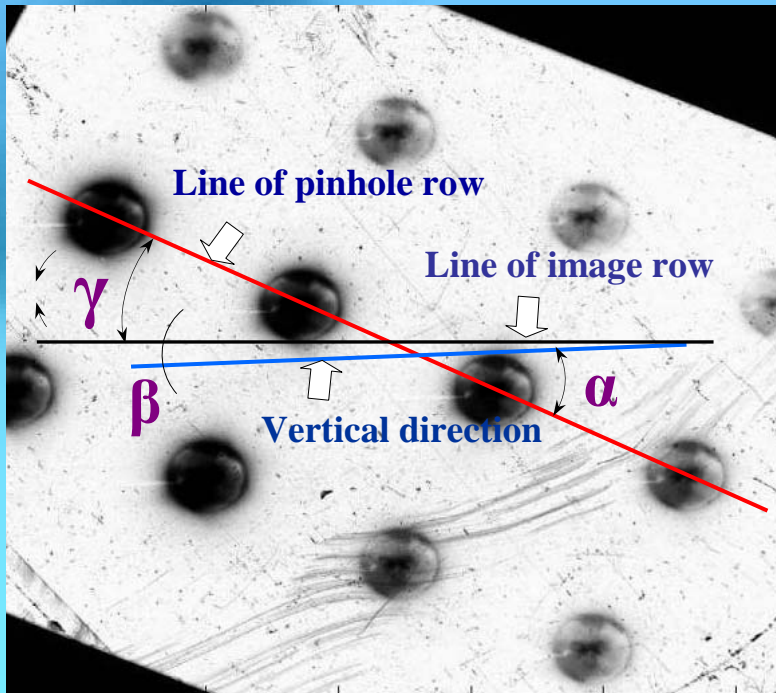 Line of pinhole row
Line of image row
γ
β
α
Vertical direction